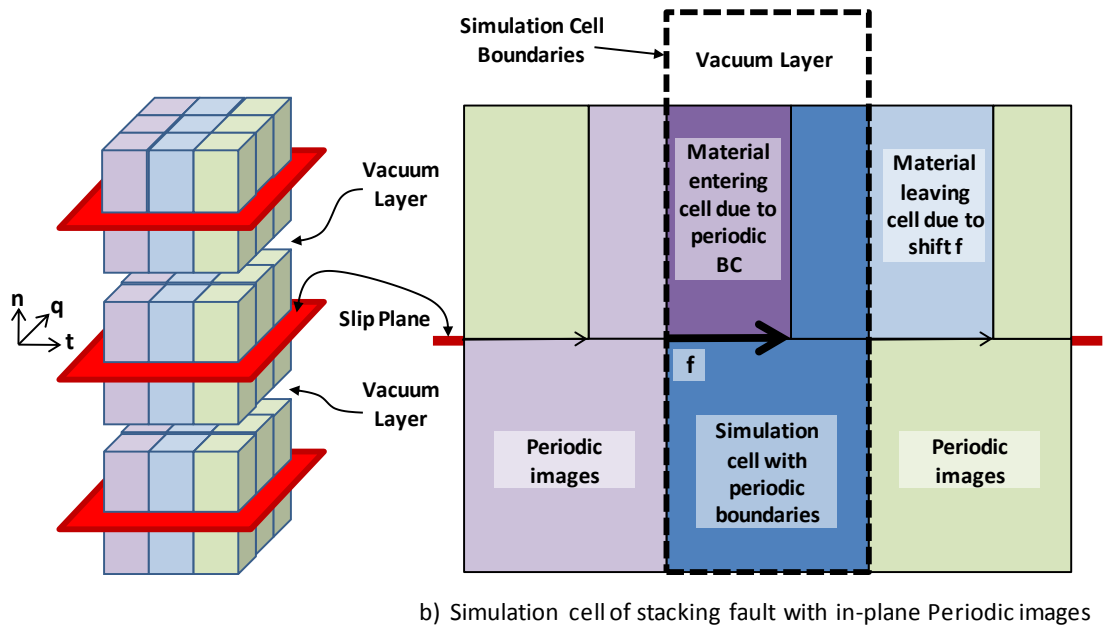 Simulation Cell
Boundaries
Vacuum Layer
Vacuum
Layer
n
q
t
Slip Plane
Vacuum
Layer
Material
entering
cell due to
periodic
BC
Material
leaving
cell due to
shift f
f
Periodic
images
Simulation
cell with
periodic
boundaries
Periodic
images
b) Simulation cell of stacking fault with in-plane Periodic images